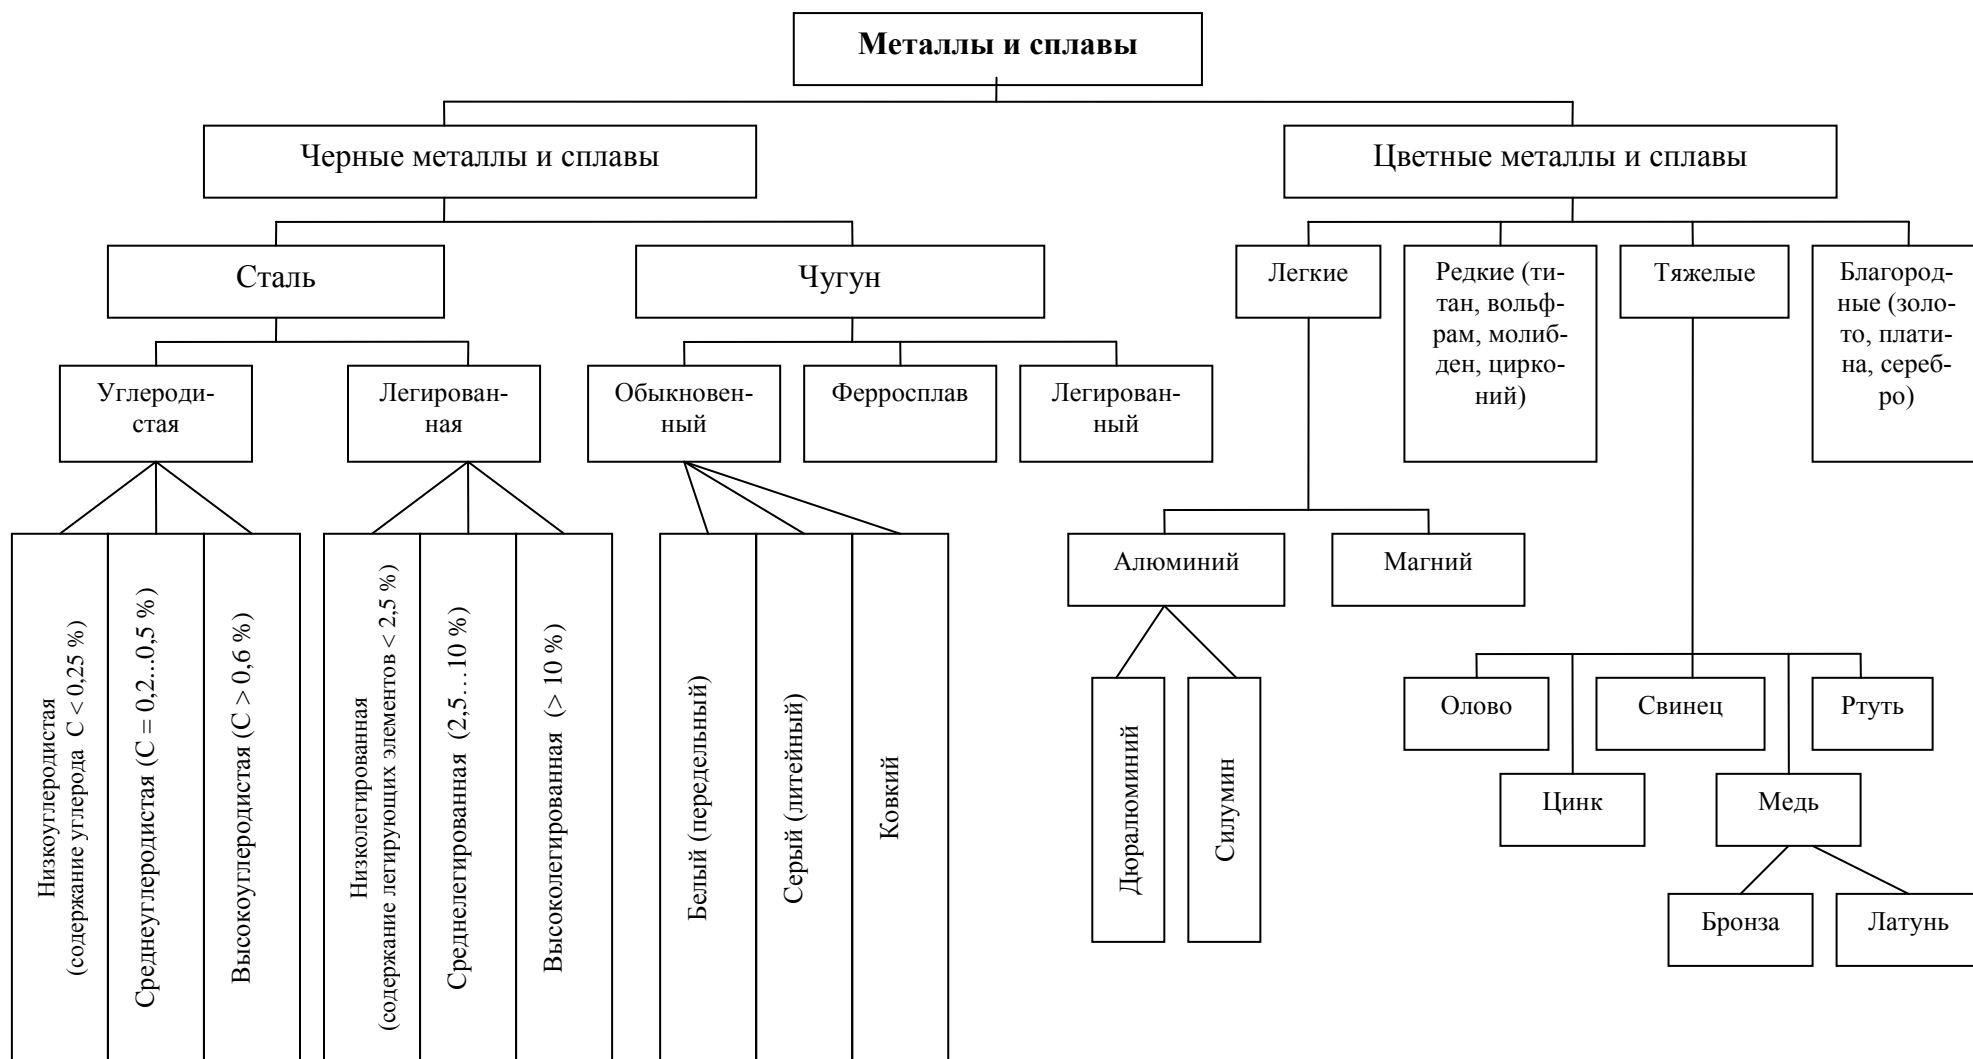 Металлы и сплавы
Черные металлы и сплавы
Цветные металлы и сплавы
Сталь
Чугун
Легкие
Редкие (ти-
тан, вольф-
рам, молиб-
ден, цирко-
ний)
Тяжелые
Благород-
ные (золо-
то, плати-
на, сереб-
ро)
Углероди-
стая
Легирован-
ная
Обыкновен-
ный
Ферросплав
Легирован-
ный
Низкоуглеродистая
(содержание углерода С < 0,25 %)
Среднеуглеродистая (С = 0,2...0,5 %)
Высокоуглеродистая (С > 0,6 %)
Низколегированная
(содержание легирующих элементов < 2,5 %)
Среднелегированная (2,5…10 %)
Высоколегированная (> 10 %)
Белый (передельный)
Серый (литейный)
Ковкий
Алюминий
Магний
Дюралюминий
Силумин
Олово
Свинец
Ртуть
Цинк
Медь
Бронза
Латунь